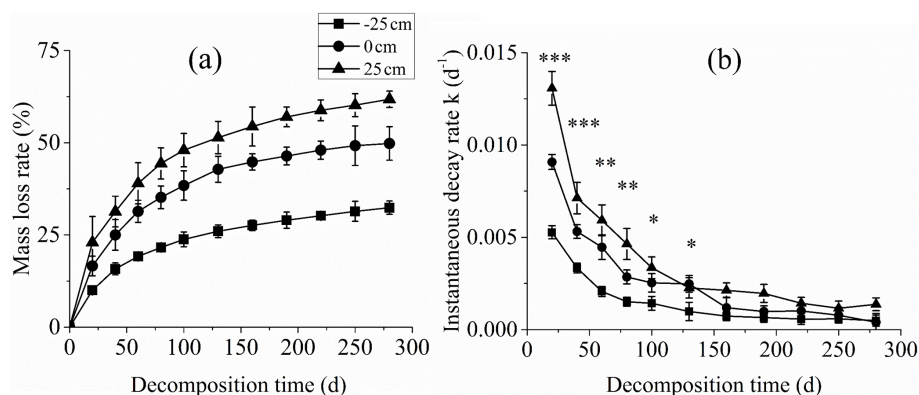 -25 cm
0 cm
25 cm
(a)
75
50
25
0
Mass loss rate (%)
0 50 100 150 200 250 300
Decomposition time (d)
(b)
0.015
0.010
0.005
0.000
Instantaneous decay rate k (d⁻¹)
***
***
**
**
*
*
0 50 100 150 200 250 300
Decomposition time (d)